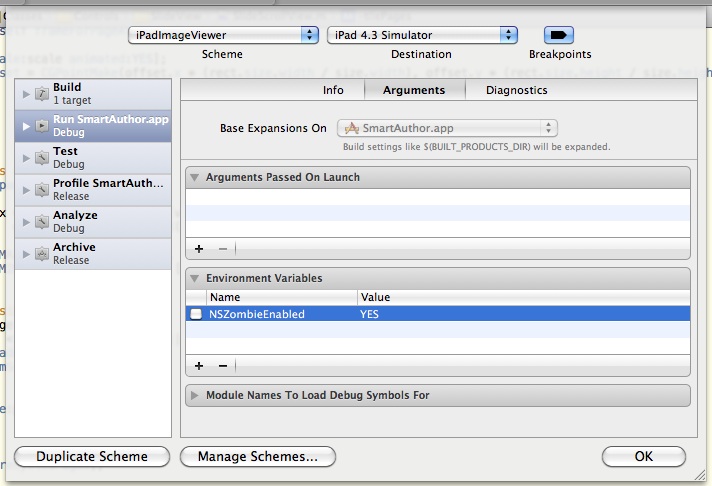 iPadImageViewer
iPad 4.3 Simulator
Scheme
Destination
Breakpoints
Build
1 target
Run SmartAuthor.app
Debug
Test
Debug
Profile SmartAuth...
Release
Analyze
Debug
Archive
Release
Info
Arguments
Diagnostics
Base Expansions On
SmartAuthor.app
Build settings like $(BUILT_PRODUCTS_DIR) will be expanded.
Arguments Passed On Launch
+ −
Environment Variables
Name Value
NSZombieEnabled YES
+ −
Module Names To Load Debug Symbols For
Duplicate Scheme
Manage Schemes...
OK